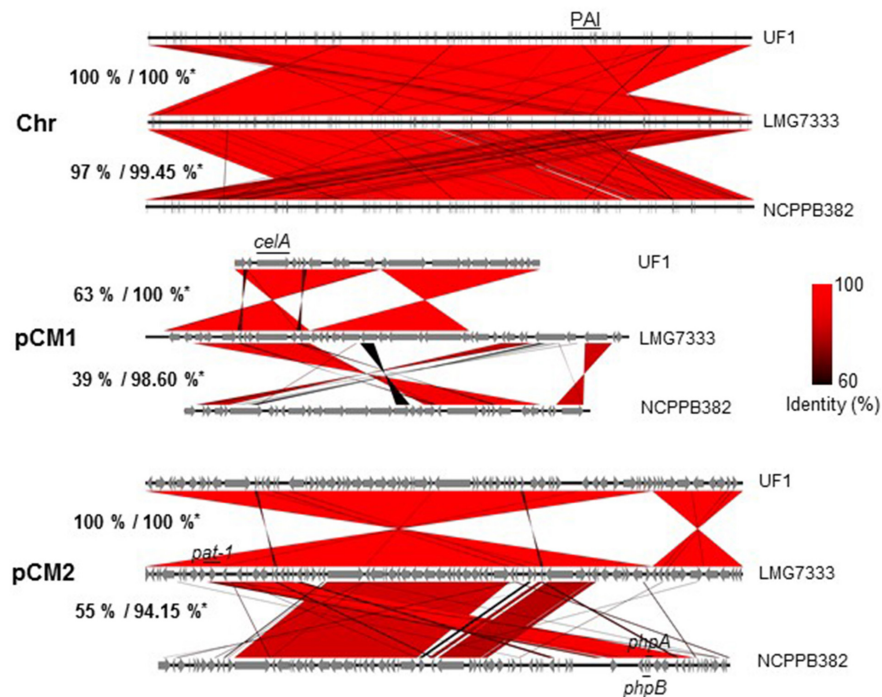 PAI
UF1
100 % / 100 %*
Chr
LMG7333
97 % / 99.45 %*
NCPPB382
celA
UF1
63 % / 100 %*
100
pCM1
LMG7333
39 % / 98.60 %*
60
Identity (%)
NCPPB382
UF1
100 % / 100 %*
pat-1
pCM2
LMG7333
55 % / 94.15 %*
phpA
NCPPB382
phpB